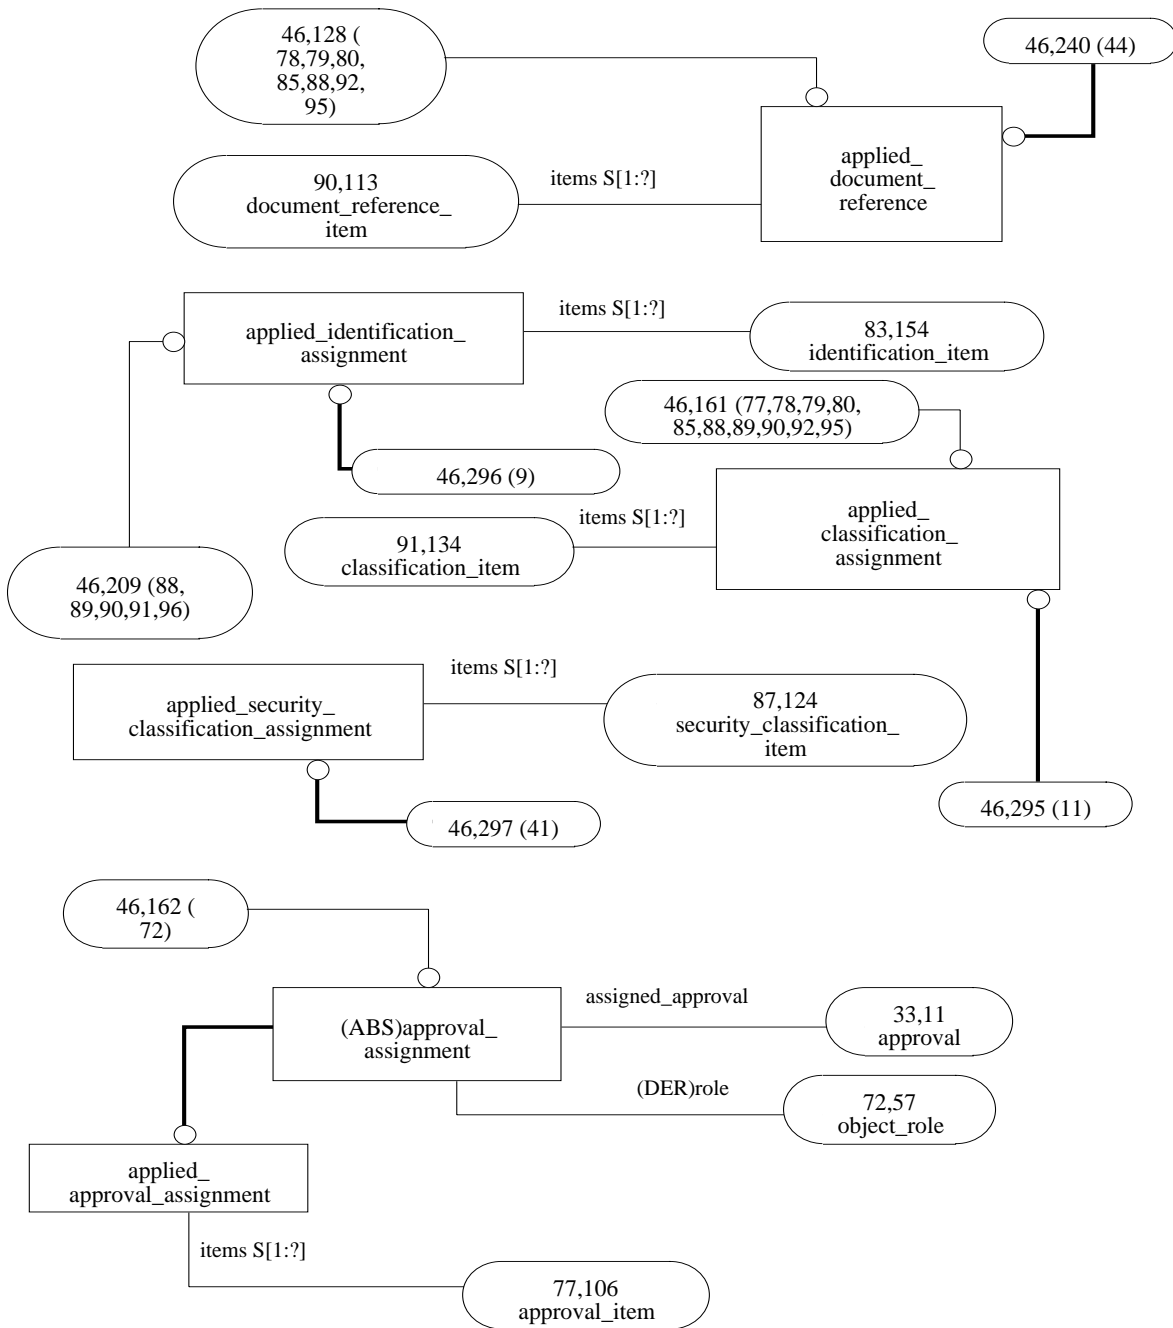 46,128 (
78,79,80,
85,88,92,
95)
46,240 (44)
applied_
document_
reference
items S[1:?]
90,113
document_reference_
item
applied_identification_
assignment
items S[1:?]
83,154
identification_item
46,161 (77,78,79,80,
85,88,89,90,92,95)
46,296 (9)
applied_
classification_
assignment
items S[1:?]
91,134
classification_item
46,209 (88,
89,90,91,96)
applied_security_
classification_assignment
items S[1:?]
87,124
security_classification_
item
46,297 (41)
46,295 (11)
46,162 (
72)
(ABS)approval_
assignment
assigned_approval
33,11
approval
(DER)role
72,57
object_role
applied_
approval_assignment
items S[1:?]
77,106
approval_item